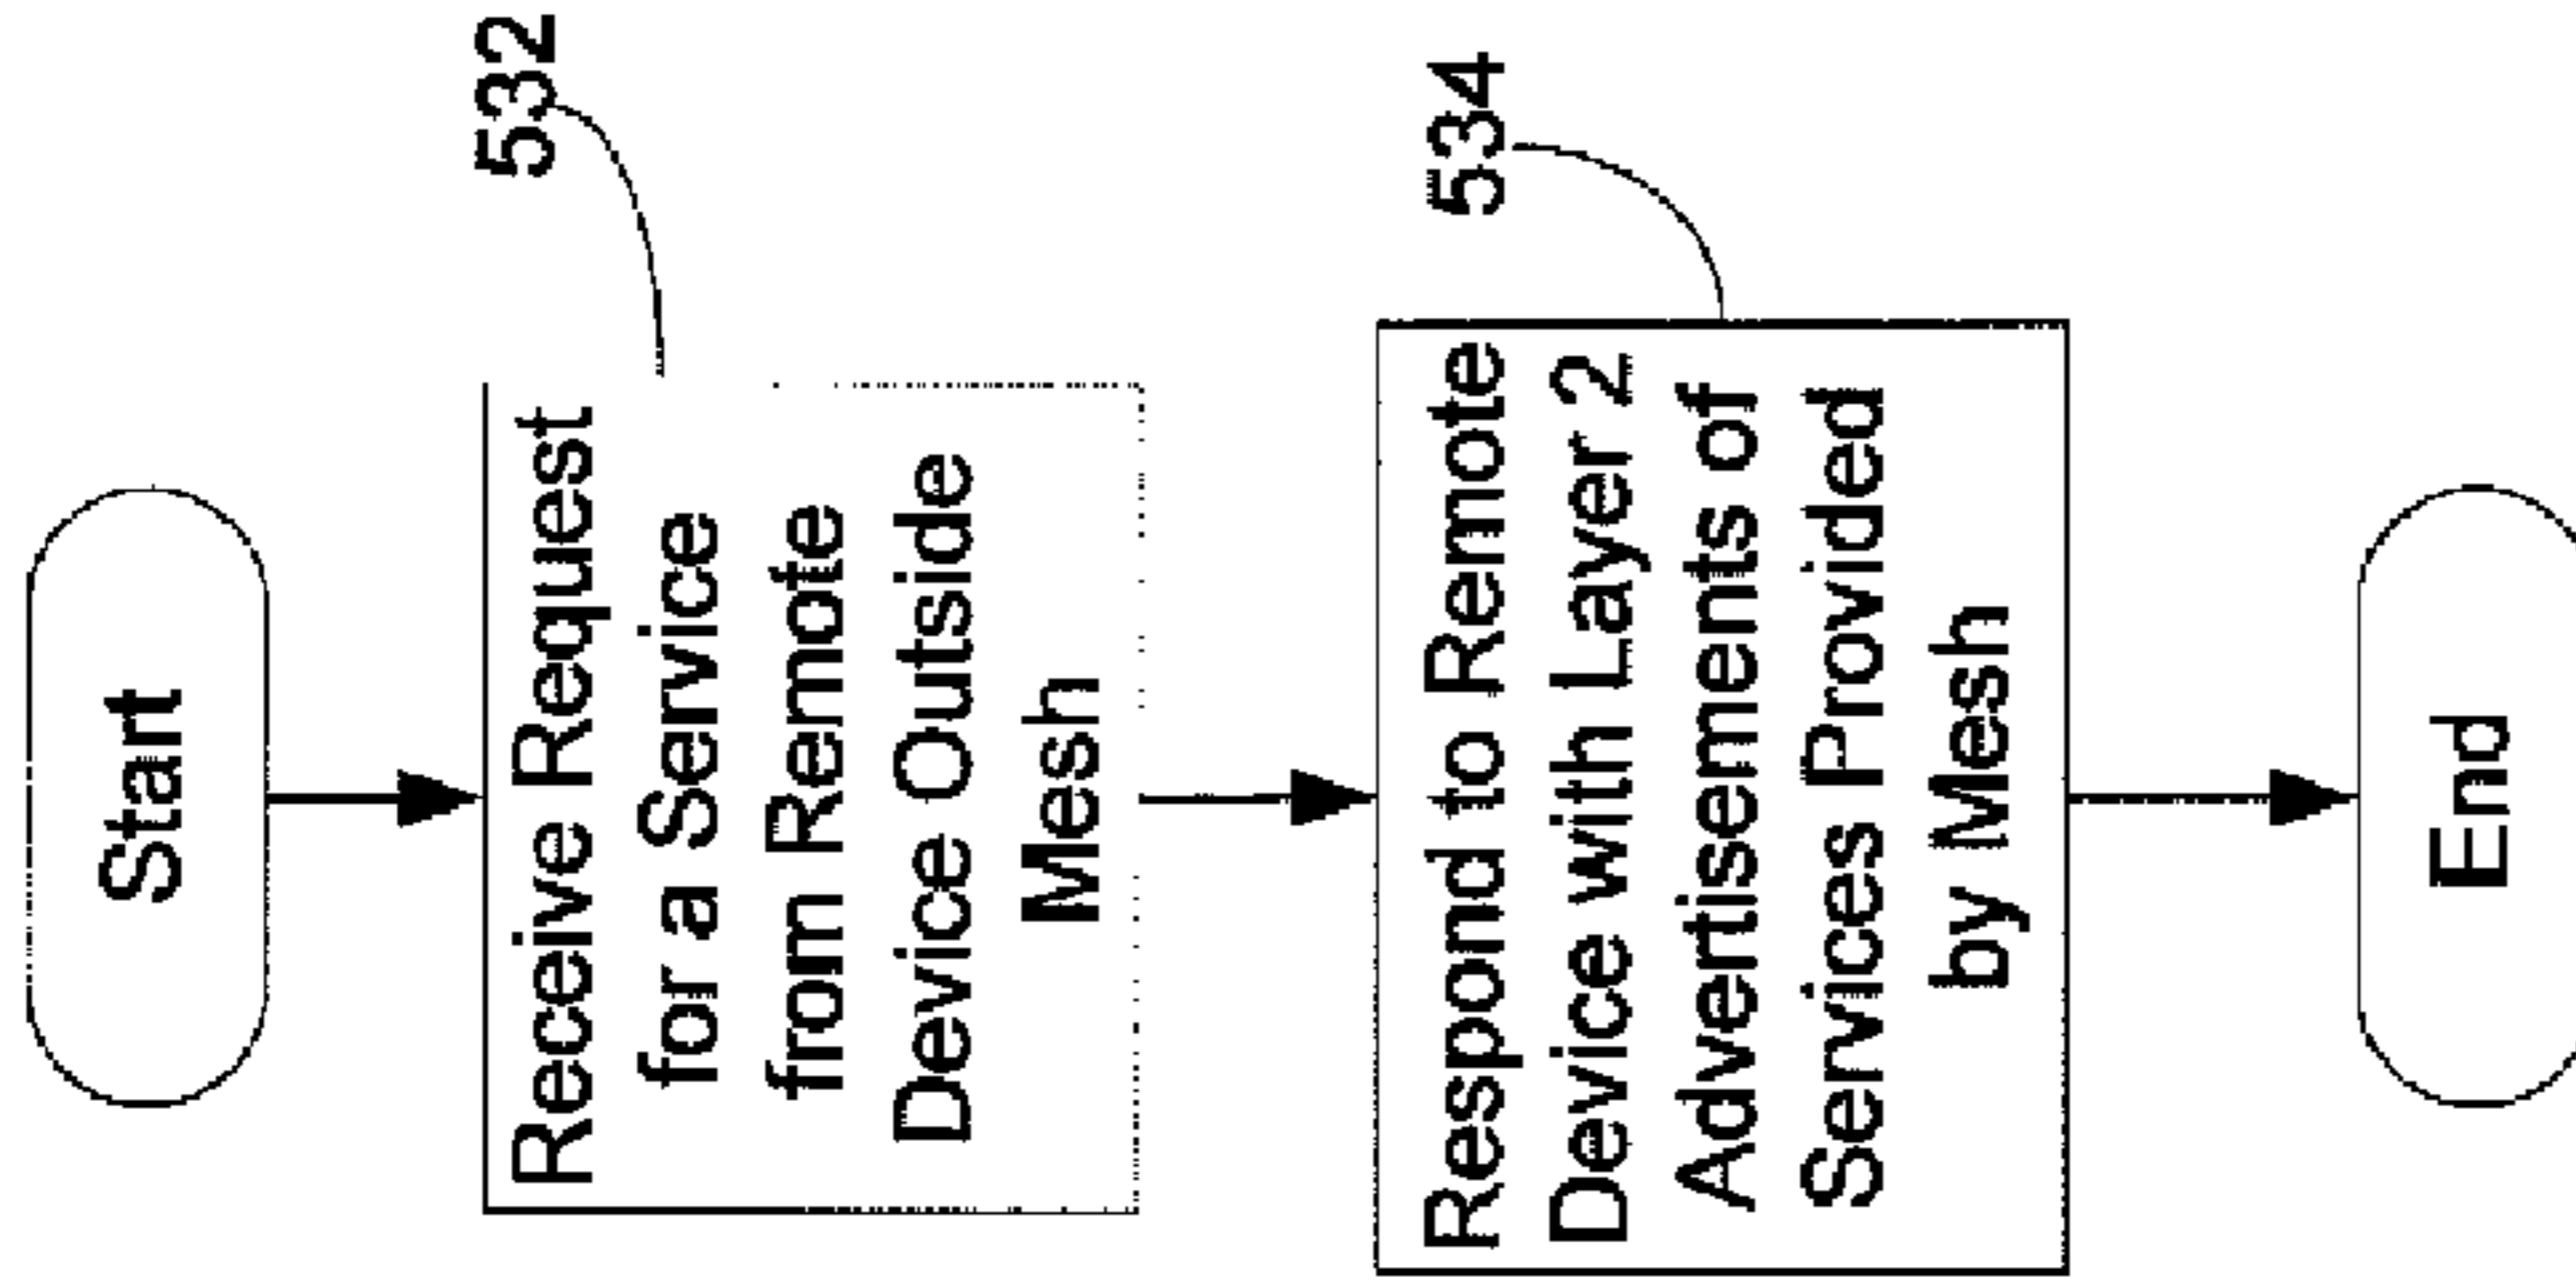 Start
532
Receive Request
for a Service
from Remote
Device Outside
Mesh
534
Respond to Remote
Device with Layer 2
Advertisements of
Services Provided
by Mesh
End